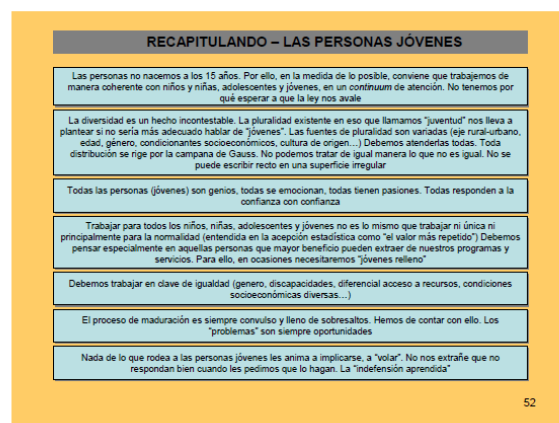 RECAPITULANDO – LAS PERSONAS JÓVENES
Las personas no nacemos a los 15 años. Por ello, en la medida de lo posible, conviene que trabajemos de
manera coherente con niños y niñas, adolescentes y jóvenes, en un continuum de atención. No tenemos por
qué esperar a que la ley nos avale
La diversidad es un hecho incontestable. La pluralidad existente en eso que llamamos "juventud" nos lleva a
plantear si no sería más adecuado hablar de "jóvenes". Las fuentes de pluralidad son variadas (eje rural-urbano,
edad, género, condicionantes socioeconómicos, cultura de origen…) Debemos atenderlas todas. Toda
distribución se rige por la campana de Gauss. No podemos tratar de igual manera lo que no es igual. No se
puede escribir recto en una superficie irregular
Todas las personas (jóvenes) son genios, todas se emocionan, todas tienen pasiones. Todas responden a la
confianza con confianza
Trabajar para todos los niños, niñas, adolescentes y jóvenes no es lo mismo que trabajar ni única ni
principalmente para la normalidad (entendida en la acepción estadística como "el valor más repetido") Debemos
pensar especialmente en aquellas personas que mayor beneficio pueden extraer de nuestros programas y
servicios. Para ello, en ocasiones necesitaremos "jóvenes relleno"
Debemos trabajar en clave de igualdad (genero, discapacidades, diferencial acceso a recursos, condiciones
socioeconómicas diversas…)
El proceso de maduración es siempre convulso y lleno de sobresaltos. Hemos de contar con ello. Los
"problemas" son siempre oportunidades
Nada de lo que rodea a las personas jóvenes les anima a implicarse, a "volar". No nos extrañe que no
respondan bien cuando les pedimos que lo hagan. La "indefensión aprendida"
52